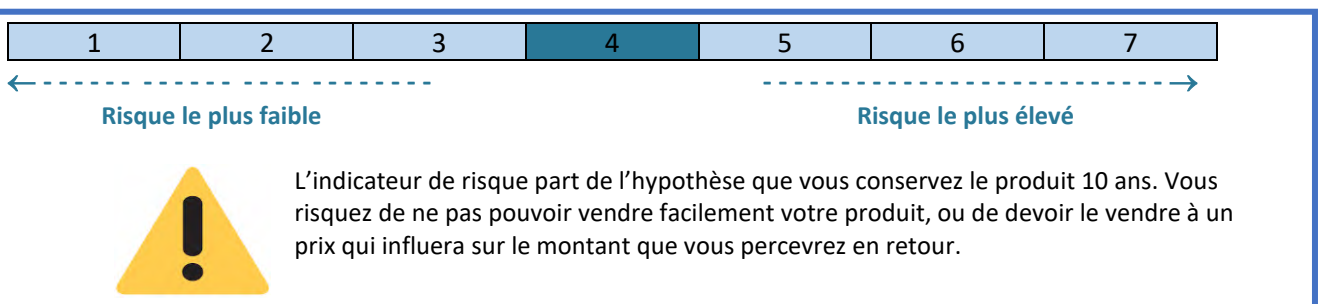 1 2 3 4 5 6 7
Risque le plus faible Risque le plus élevé
L’indicateur de risque part de l’hypothèse que vous conservez le produit 10 ans. Vous
risquez de ne pas pouvoir vendre facilement votre produit, ou de devoir le vendre à un
prix qui influera sur le montant que vous percevrez en retour.